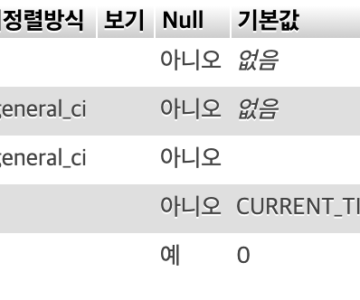 정렬방식 보기 Null 기본값
아니오 없음
general_ci 아니오 없음
general_ci 아니오
아니오 CURRENT_TI
예 0